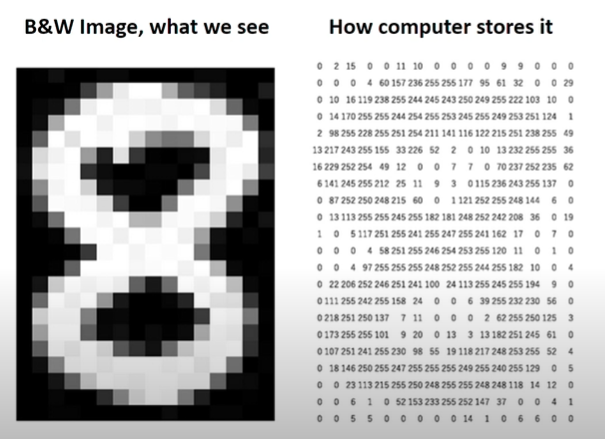 B&W Image, what we see
How computer stores it
0 2 15 0 0 11 10 0 0 0 0 9 9 0 0 0
0 0 0 4 60 157 236 255 255 177 95 61 32 0 0 29
0 10 16 119 238 255 244 245 243 250 249 255 222 103 10 0
0 14 170 255 255 244 254 255 253 245 255 249 253 251 124 1
2 98 255 228 255 251 254 211 141 116 122 215 251 238 255 49
13 217 243 255 155 33 226 52 2 0 10 13 232 255 255 36
16 229 252 254 49 12 0 0 7 7 0 70 237 252 235 62
6 141 245 255 212 25 11 9 3 0 115 236 243 255 137 0
0 87 252 250 248 215 60 0 1 121 252 255 248 144 6 0
0 13 113 255 255 245 255 182 181 248 252 242 208 36 0 19
1 0 5 117 251 255 241 255 247 255 241 162 17 0 7 0
0 0 0 4 58 251 255 246 254 253 255 120 11 0 1 0
0 0 4 97 255 255 255 248 252 255 244 255 182 10 0 4
0 22 206 252 246 251 241 100 24 113 255 245 255 194 9 0
0 111 255 242 255 158 24 0 0 6 39 255 232 230 56 0
0 218 251 250 137 7 11 0 0 0 2 62 255 250 125 3
0 173 255 255 101 9 20 0 13 3 13 182 251 245 61 0
0 107 251 241 255 230 98 55 19 118 217 248 253 255 52 4
0 18 146 250 255 247 255 255 255 249 255 240 255 129 0 5
0 0 23 113 215 255 250 248 255 255 248 248 118 14 12 0
0 0 6 1 0 52 153 233 255 252 147 37 0 0 4 1
0 0 5 5 0 0 0 0 0 14 1 0 6 6 0 0